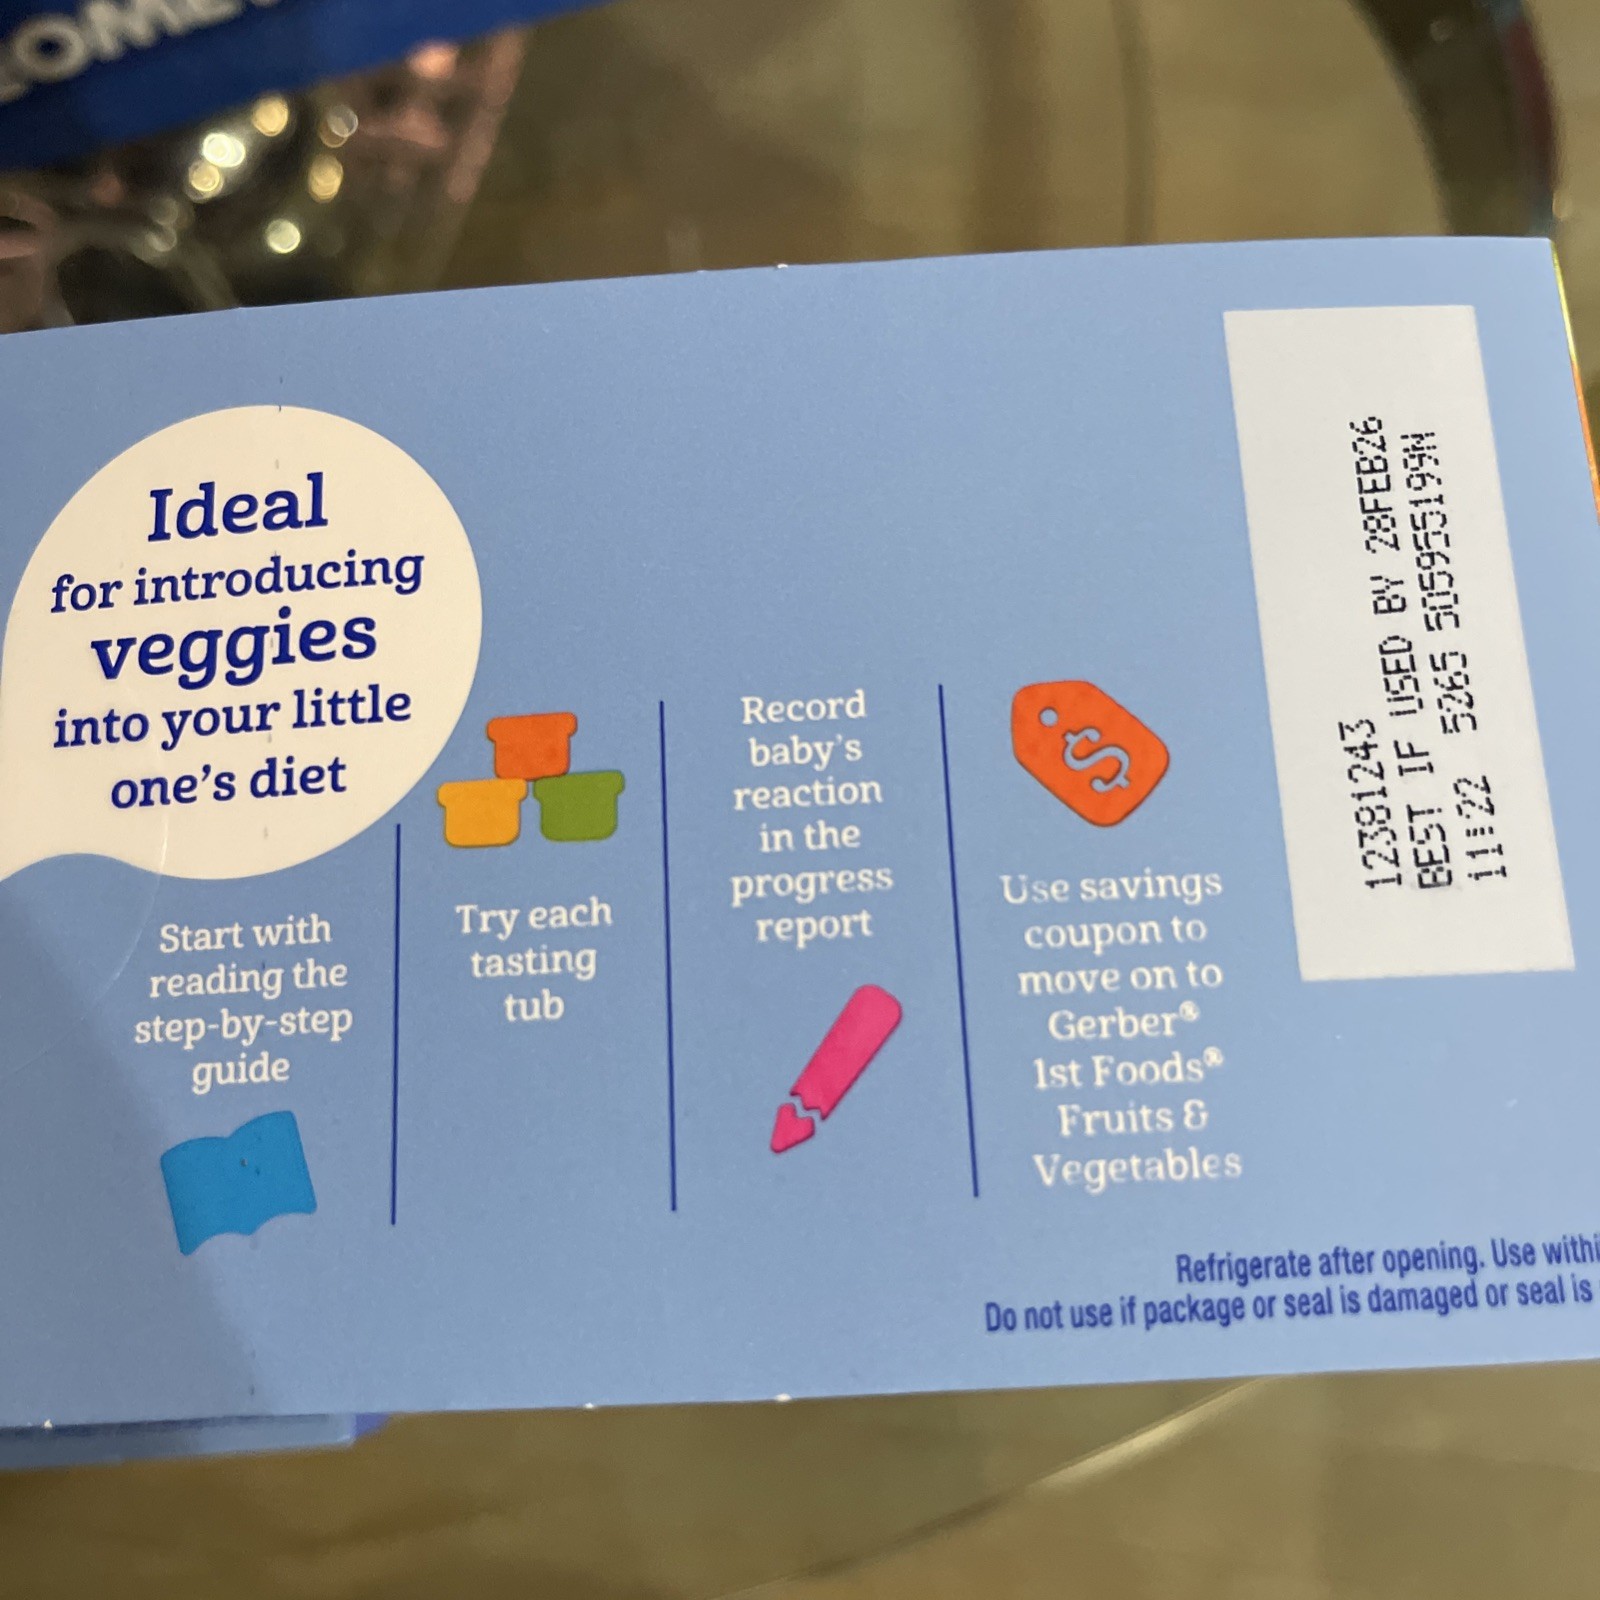 Ideal
for introducing
veggies
into your little
one's diet
Start with
reading the
step-by-step
guide
Try each
tasting
tub
Record
baby's
reaction
in the
progress
report
$
Use savings
coupon to
move on to
Gerber®
1st Foods®
Fruits &
Vegetables
12381243
BEST IF USED BY 28FEB26
11:22 5265 505955199N
Refrigerate after opening. Use
Do not use if package or seal is damaged or seal is